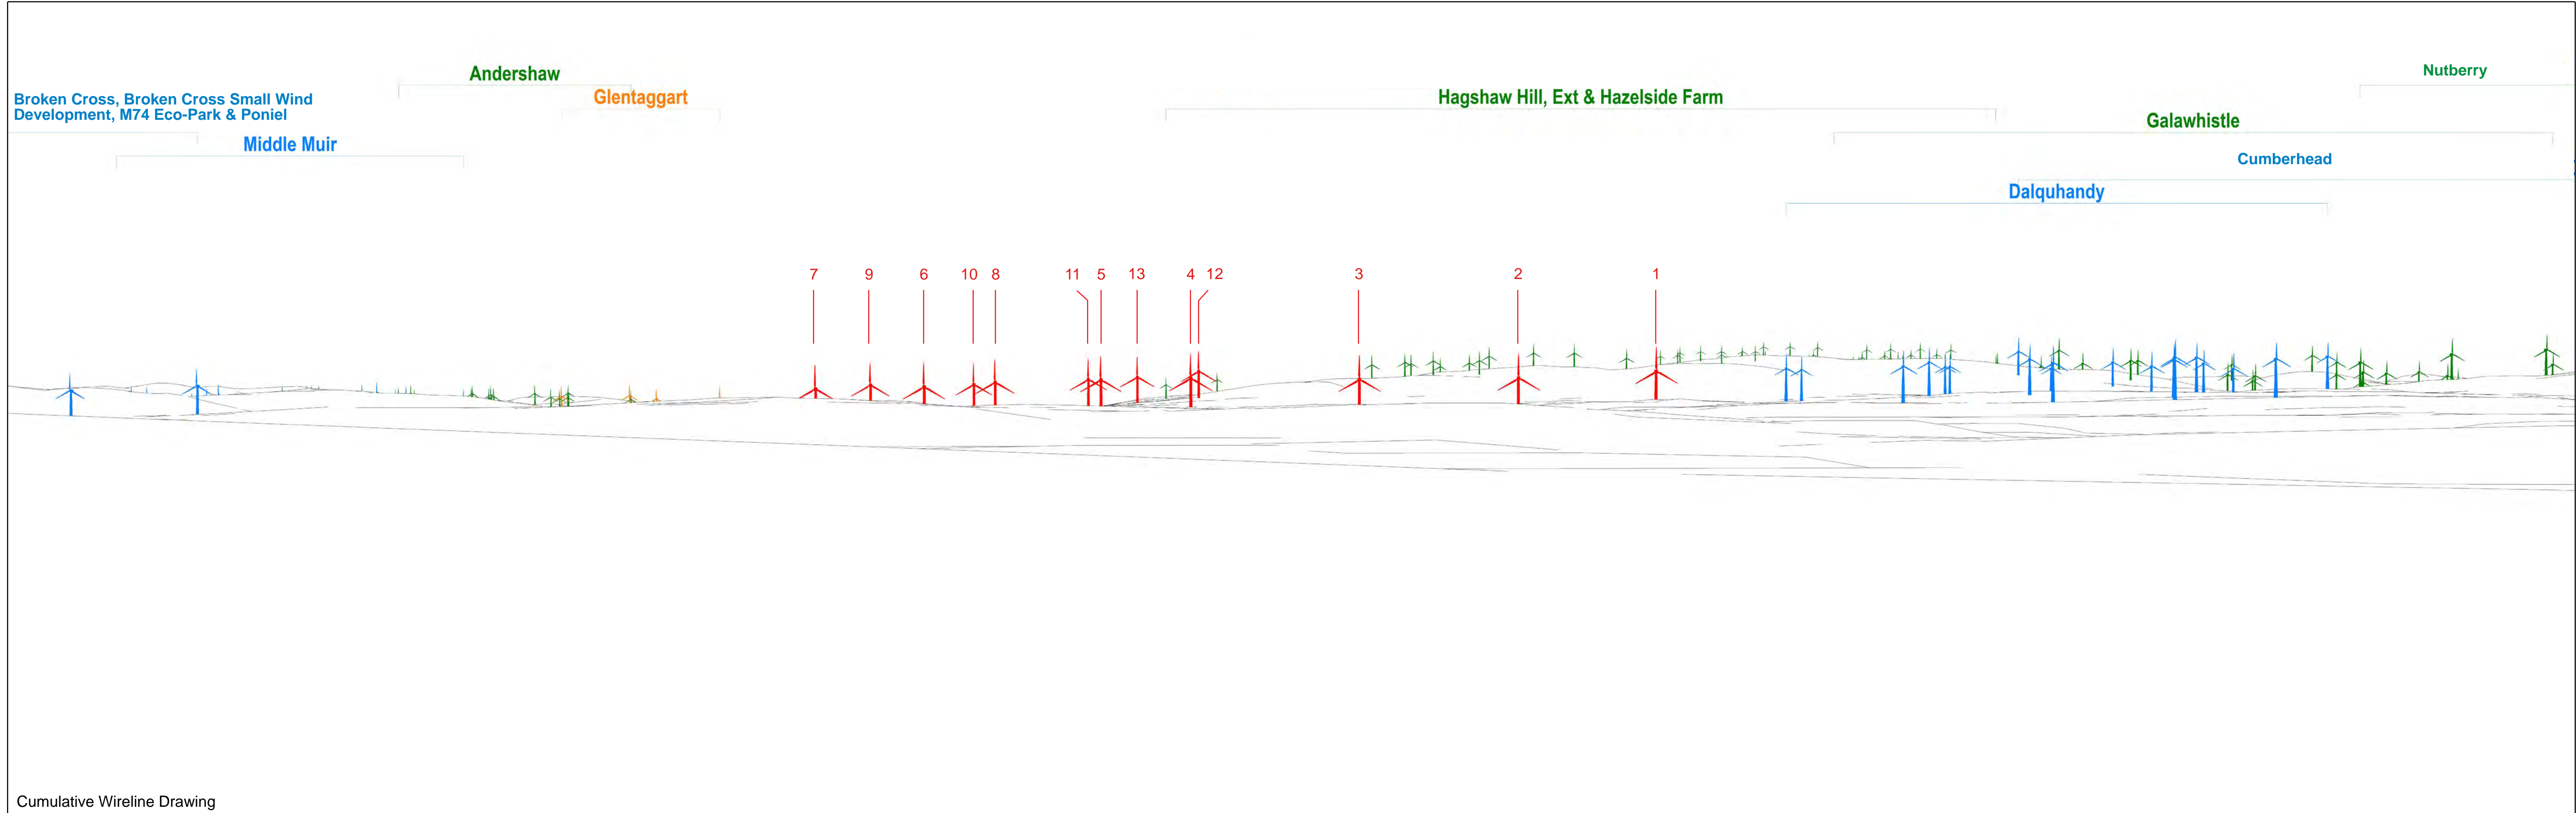 Andershaw
Nutberry
Glentaggart
Hagshaw Hill, Ext & Hazelside Farm
Broken Cross, Broken Cross Small Wind
Development, M74 Eco-Park & Poniel
Galawhistle
Middle Muir
Cumberhead
Dalquhandy
7 9 6 10 8 11 5 13 4 12 3 2 1
Cumulative Wireline Drawing